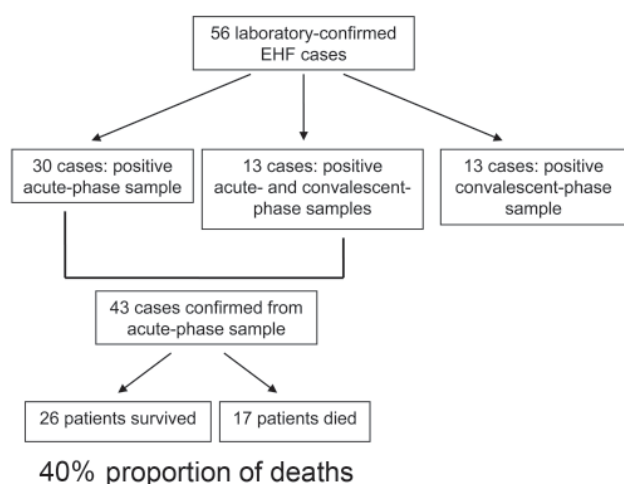 56 laboratory-confirmed
EHF cases
30 cases: positive
acute-phase sample
13 cases: positive
acute- and convalescent-
phase samples
13 cases: positive
convalescent-phase
sample
43 cases confirmed from
acute-phase sample
26 patients survived
17 patients died
40% proportion of deaths